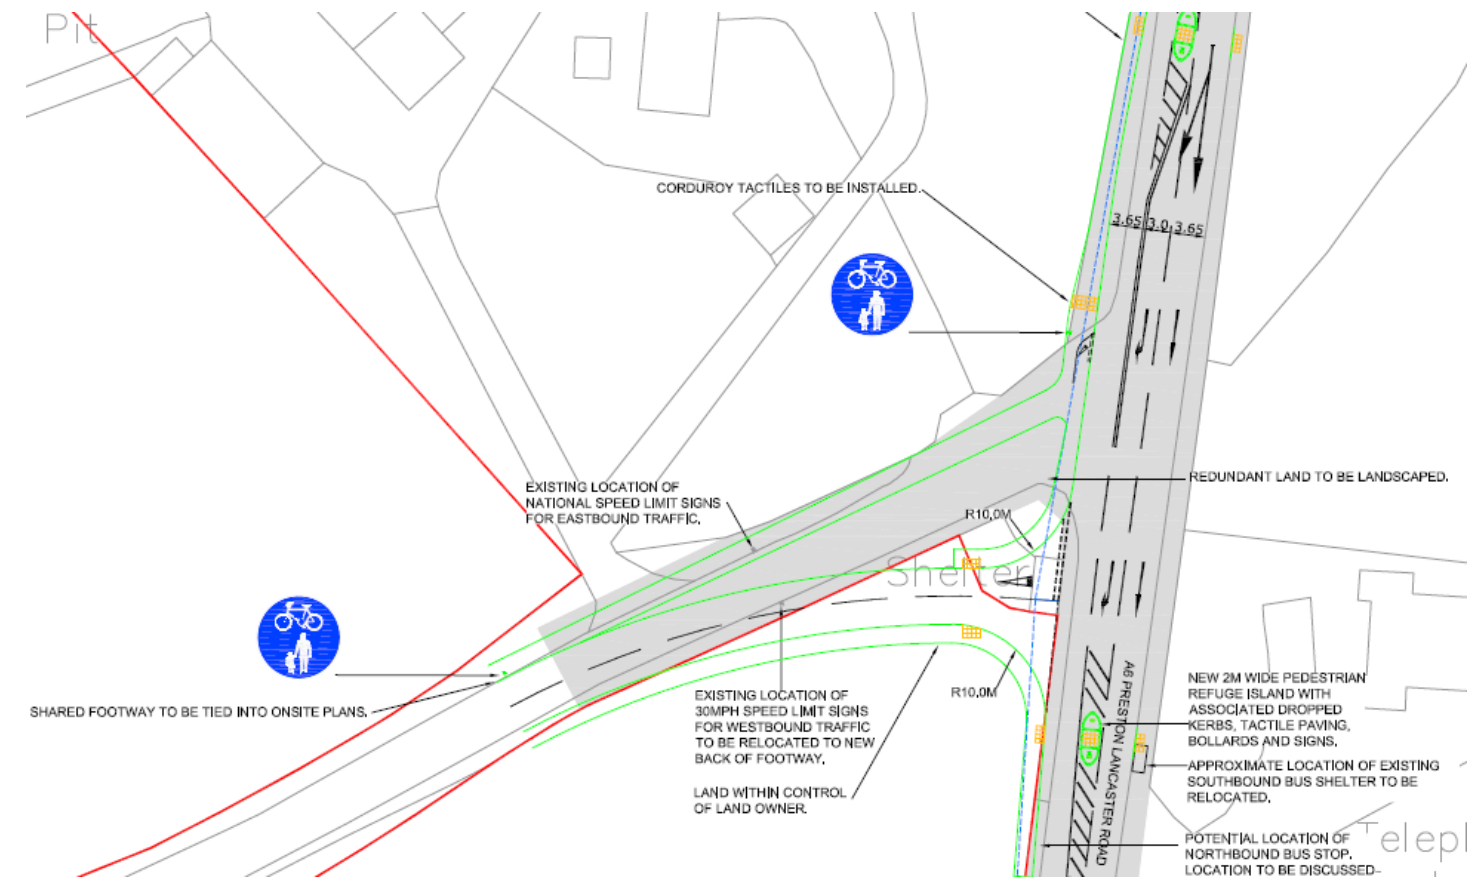 Pit
CORDUROY TACTILES TO BE INSTALLED.
3.65 3.0 3.65
EXISTING LOCATION OF
NATIONAL SPEED LIMIT SIGNS
FOR EASTBOUND TRAFFIC.
REDUNDANT LAND TO BE LANDSCAPED.
R10.0M
Shelter
SHARED FOOTWAY TO BE TIED INTO ONSITE PLANS.
EXISTING LOCATION OF
30MPH SPEED LIMIT SIGNS
FOR WESTBOUND TRAFFIC
TO BE RELOCATED TO NEW
BACK OF FOOTWAY.
R10.0M
LAND WITHIN CONTROL
OF LAND OWNER.
A6 PRESTON LANCASTER ROAD
NEW 2M WIDE PEDESTRIAN
REFUGE ISLAND WITH
ASSOCIATED DROPPED
KERBS, TACTILE PAVING,
BOLLARDS AND SIGNS.
APPROXIMATE LOCATION OF EXISTING
SOUTHBOUND BUS SHELTER TO BE
RELOCATED.
POTENTIAL LOCATION OF
NORTHBOUND BUS STOP.
LOCATION TO BE DISCUSSED
Telep